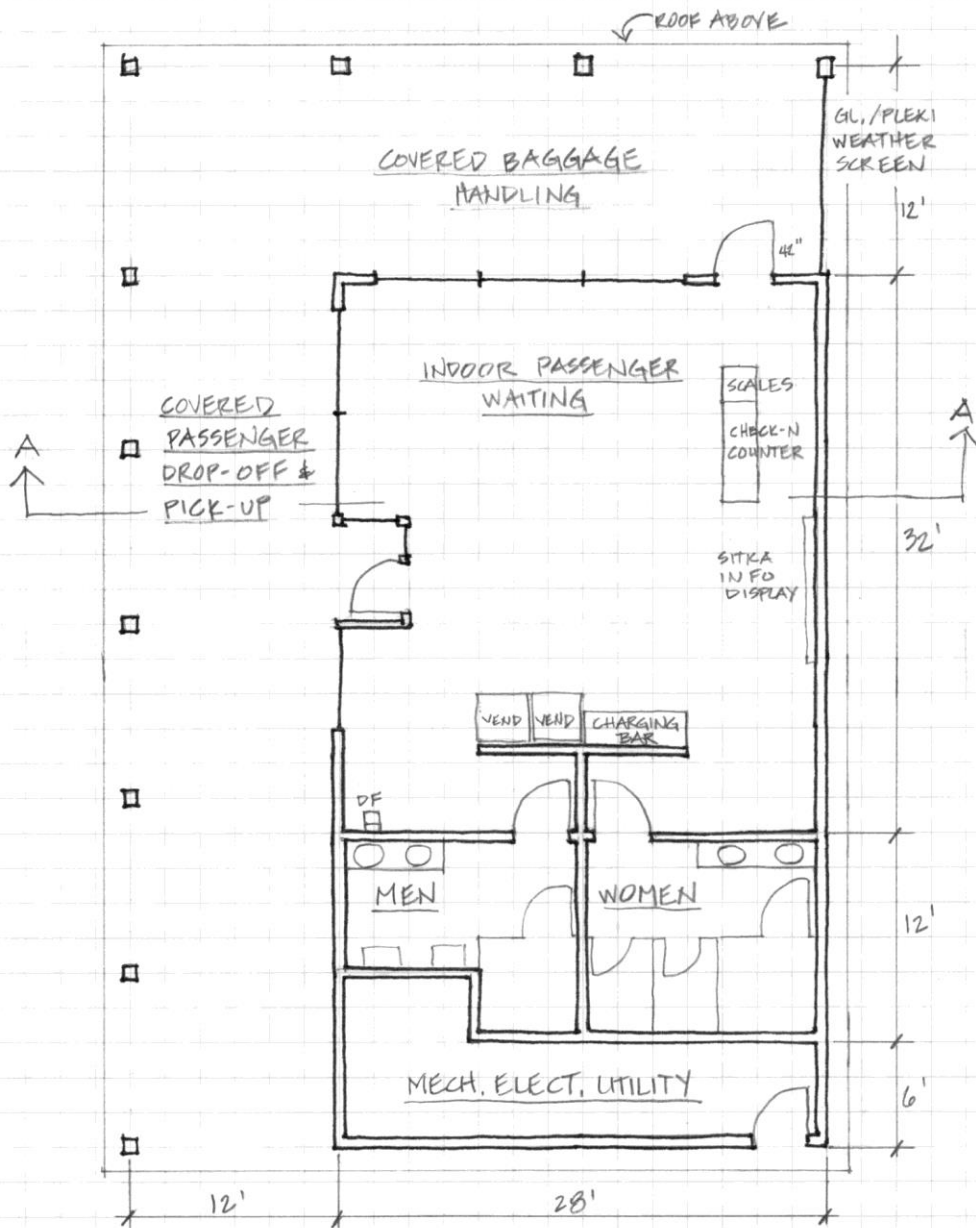 ROOF ABOVE
GL./PLEXI
WEATHER
SCREEN
COVERED BAGGAGE
HANDLING
12'
42"
INDOOR PASSENGER
WAITING
SCALES
CHECK-N
COUNTER
COVERED
PASSENGER
DROP-OFF &
PICK-UP
A
A
32'
SITKA
INFO
DISPLAY
VEND
VEND
CHARGING
BAR
DF
MEN
WOMEN
12'
MECH. ELECT. UTILITY
6'
12'
28'